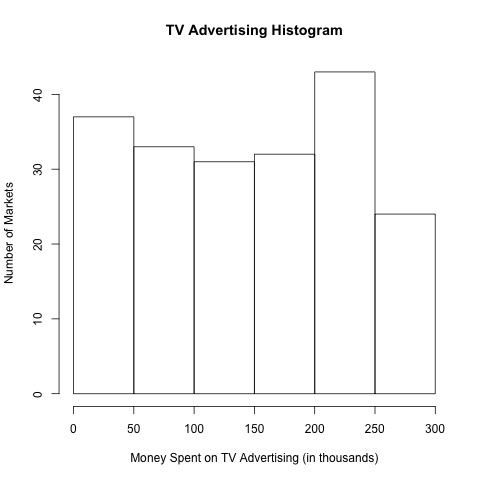 TV Advertising Histogram
40
30
20
10
0
Number of Markets
0 50 100 150 200 250 300
Money Spent on TV Advertising (in thousands)